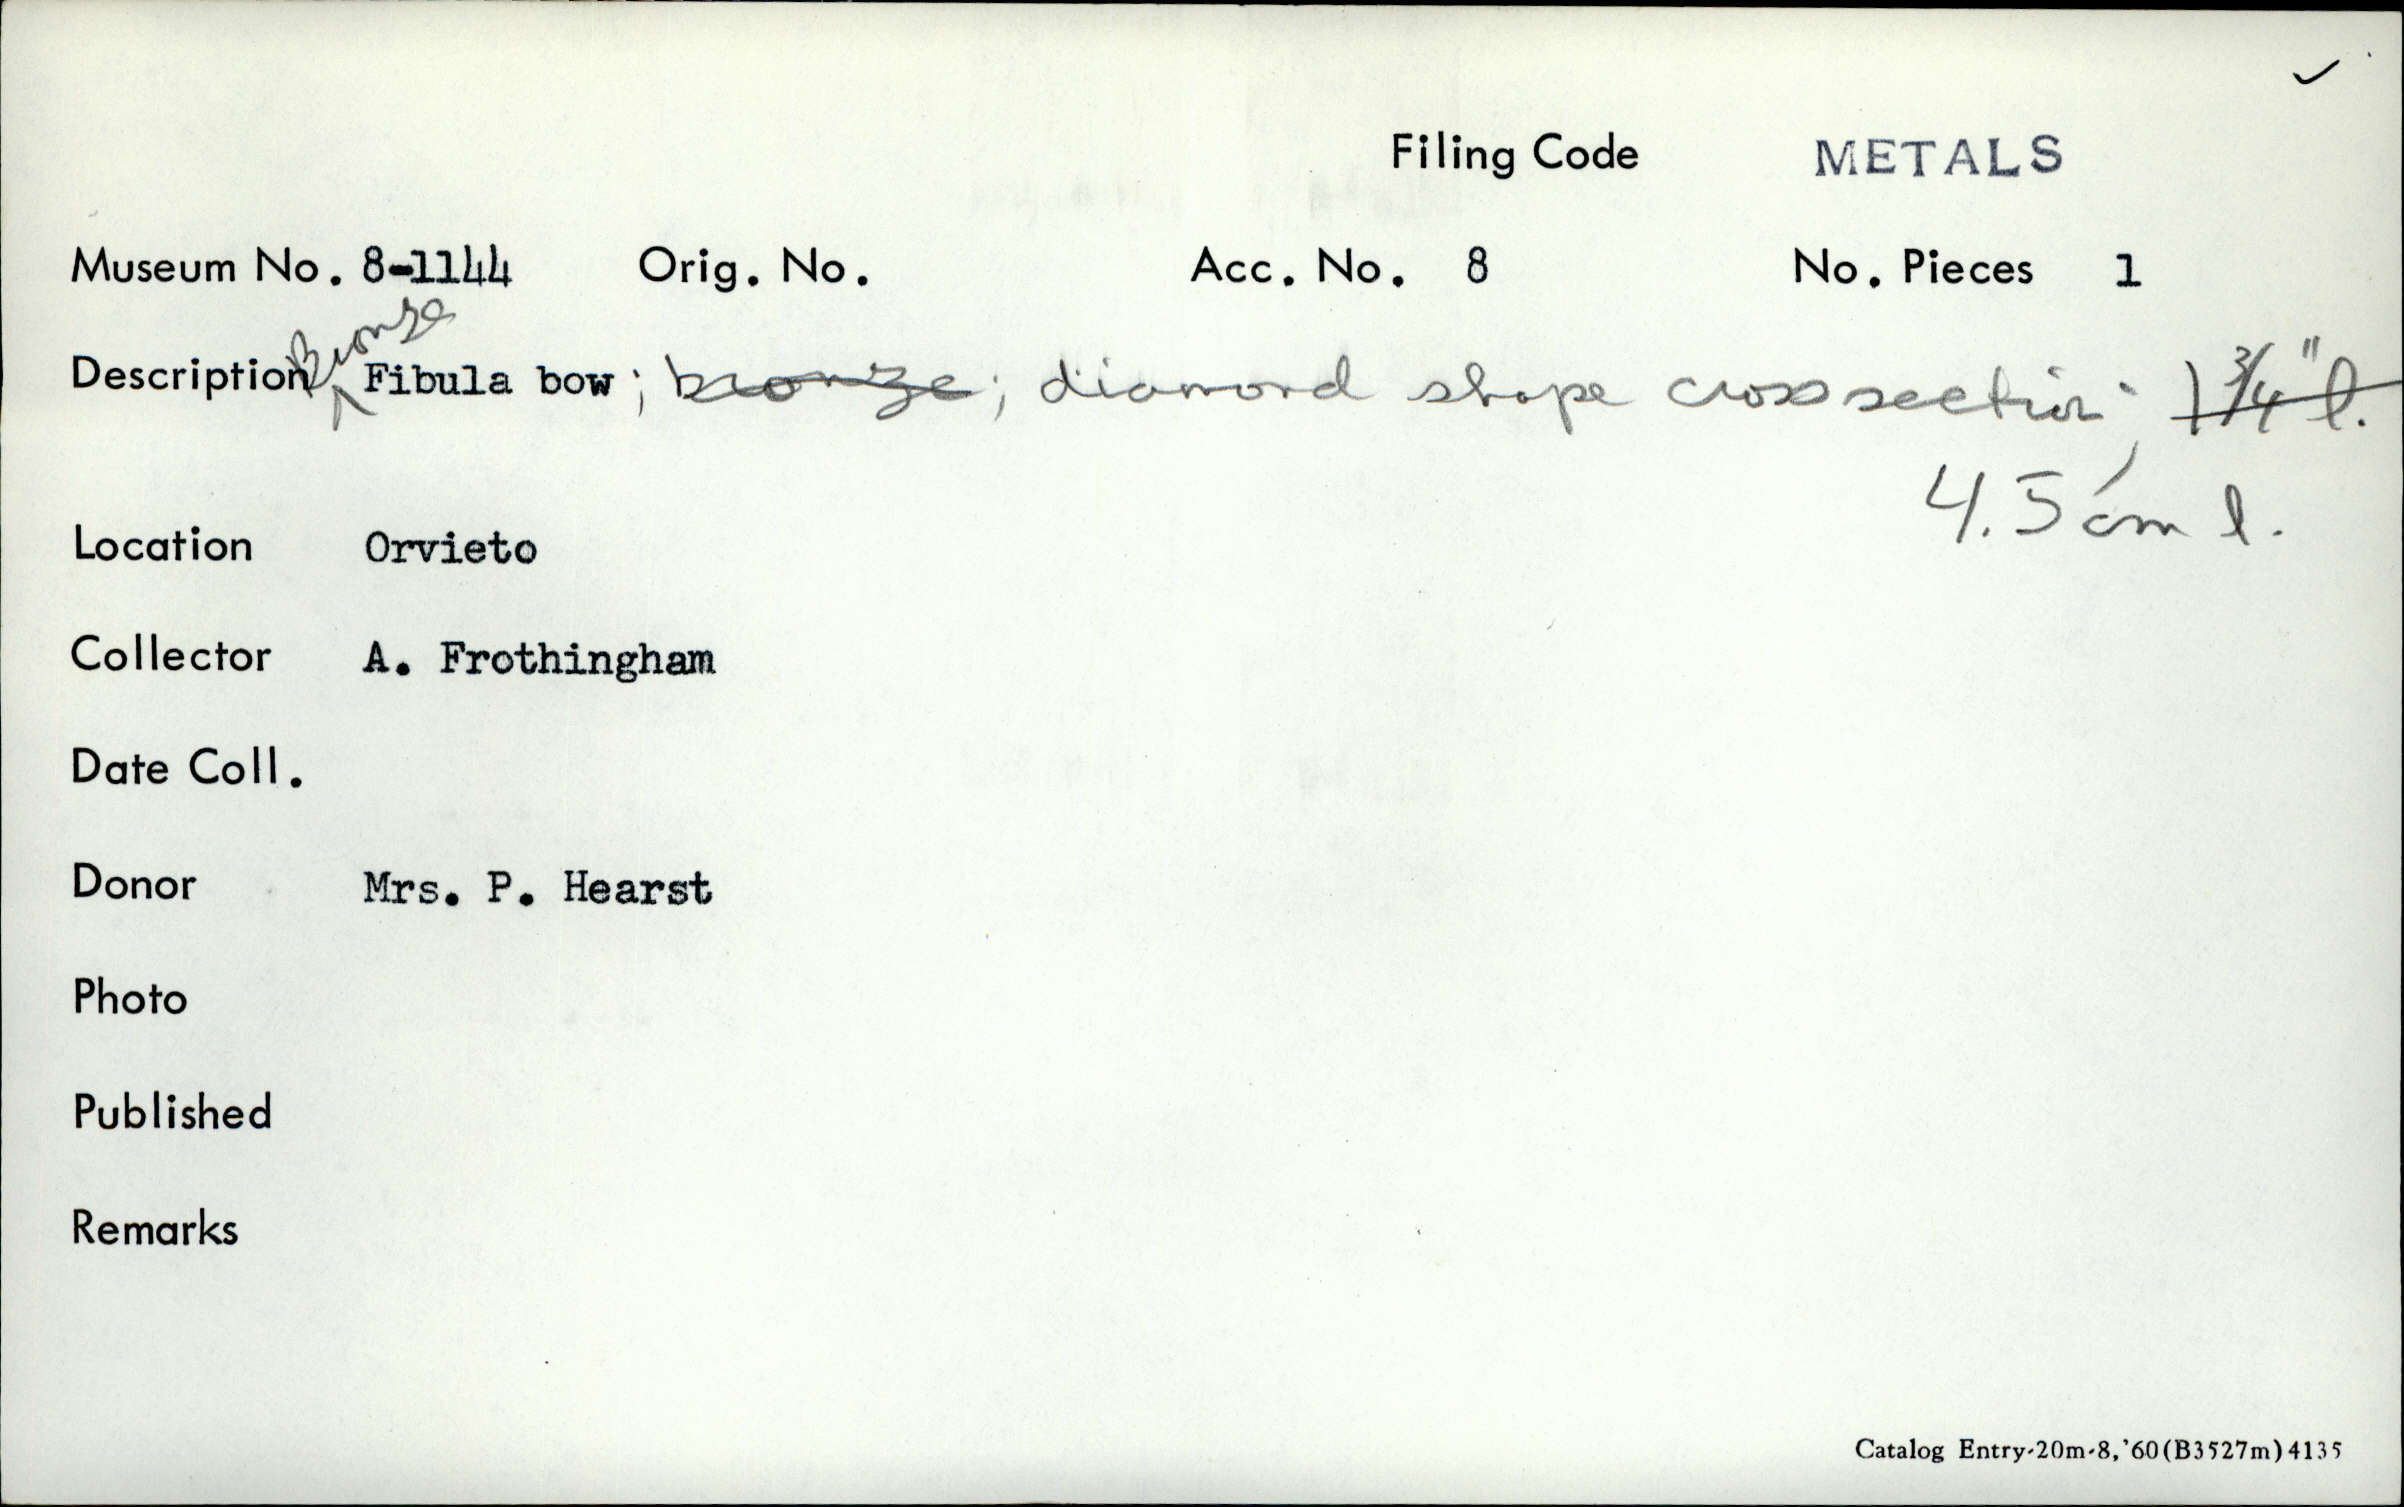 ✓
Filing Code METALS
Museum No. 8-1144 Orig. No. Acc. No. 8 No. Pieces 1
Bronze
Description Fibula bow; bronze; diamond shape cross section; 1 3/4" l.
4.5 cm l.
Location Orvieto
Collector A. Frothingham
Date Coll.
Donor Mrs. P. Hearst
Photo
Published
Remarks
Catalog Entry-20m-8,'60(B3527m)4135